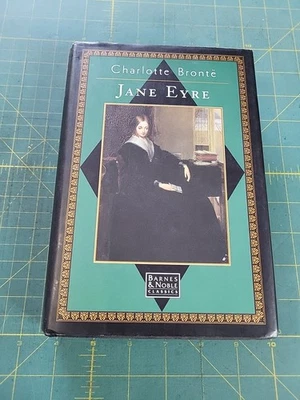 Charlotte Bronte
JANE EYRE
BARNES
& NOBLE
CLASSICS